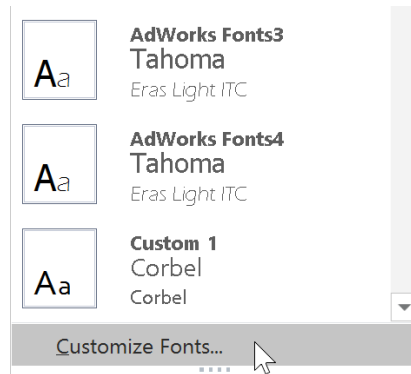 Aa
AdWorks Fonts3
Tahoma
Eras Light ITC
Aa
AdWorks Fonts4
Tahoma
Eras Light ITC
Aa
Custom 1
Corbel
Corbel
Customize Fonts...